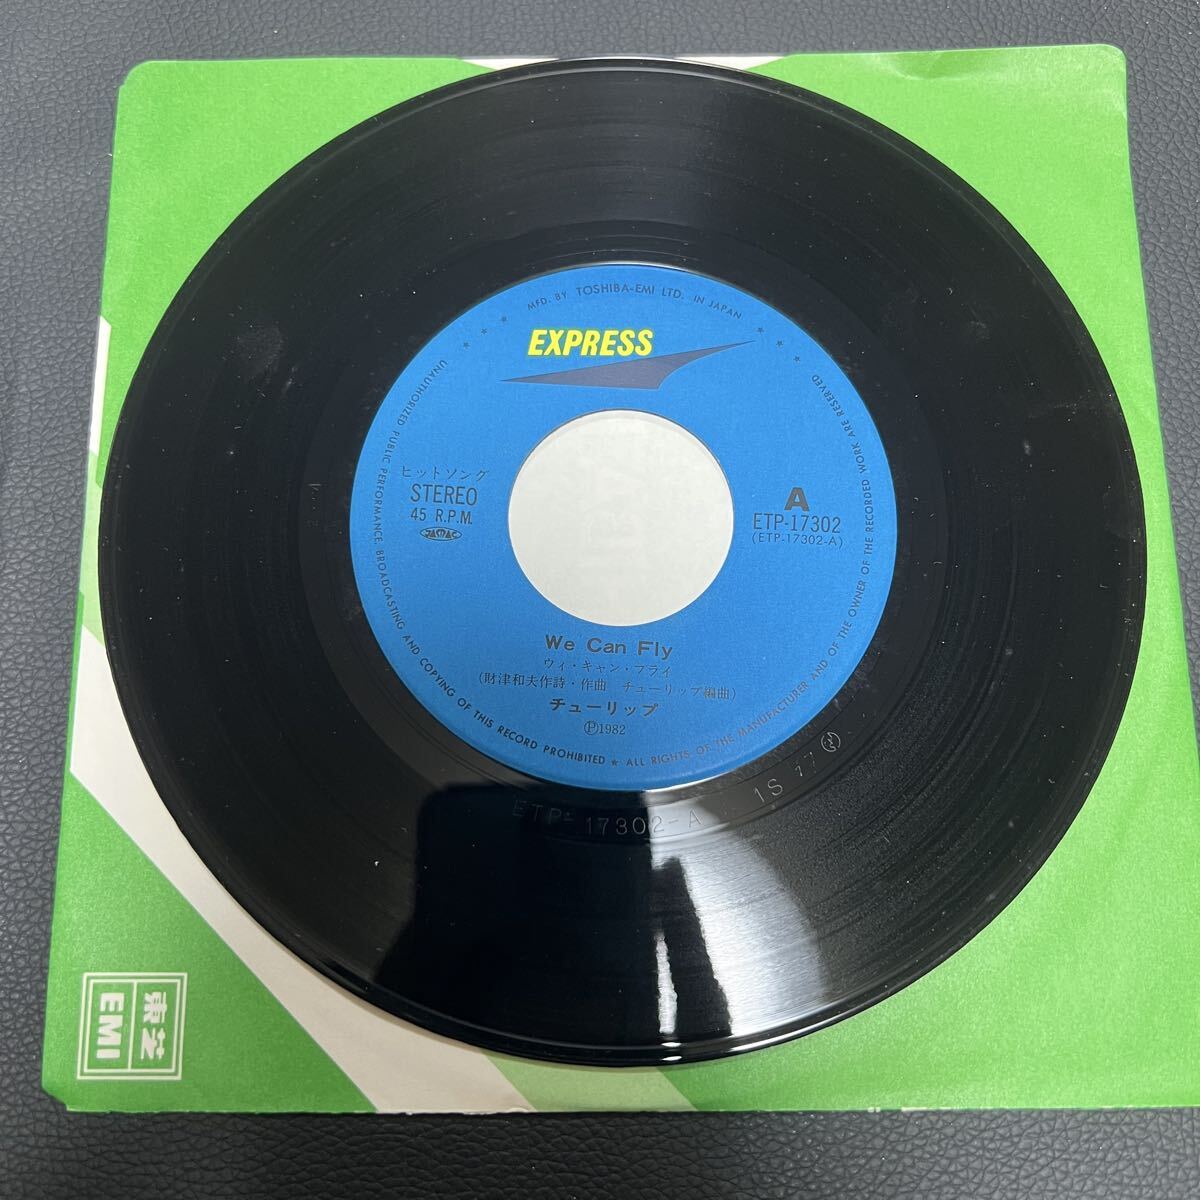 MFD. BY TOSHIBA-EMI LTD. IN JAPAN
EXPRESS
ヒットソング
STEREO
45 R.P.M.
JASRAC
A
ETP-17302
(ETP-17302-A)
We Can Fly
ウィ・キャン・フライ
(財津和夫作詩・作曲 チューリップ編曲)
チューリップ
Ⓟ1982
UNAUTHORIZED PUBLIC PERFORMANCE, BROADCASTING AND COPYING OF THIS RECORD PROHIBITED ★ ALL RIGHTS OF THE MANUFACTURER AND OF THE OWNER OF THE RECORDED WORK ARE RESERVED
ETP-17302-A 1S
東芝
EMI